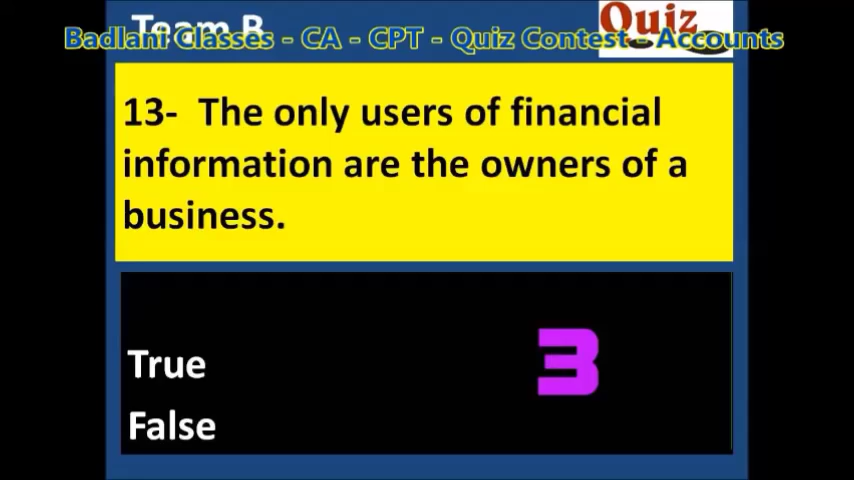 Team B
Quiz
Badlani Classes - CA - CPT - Quiz Contest - Accounts
13- The only users of financial
information are the owners of a
business.
True
3
False